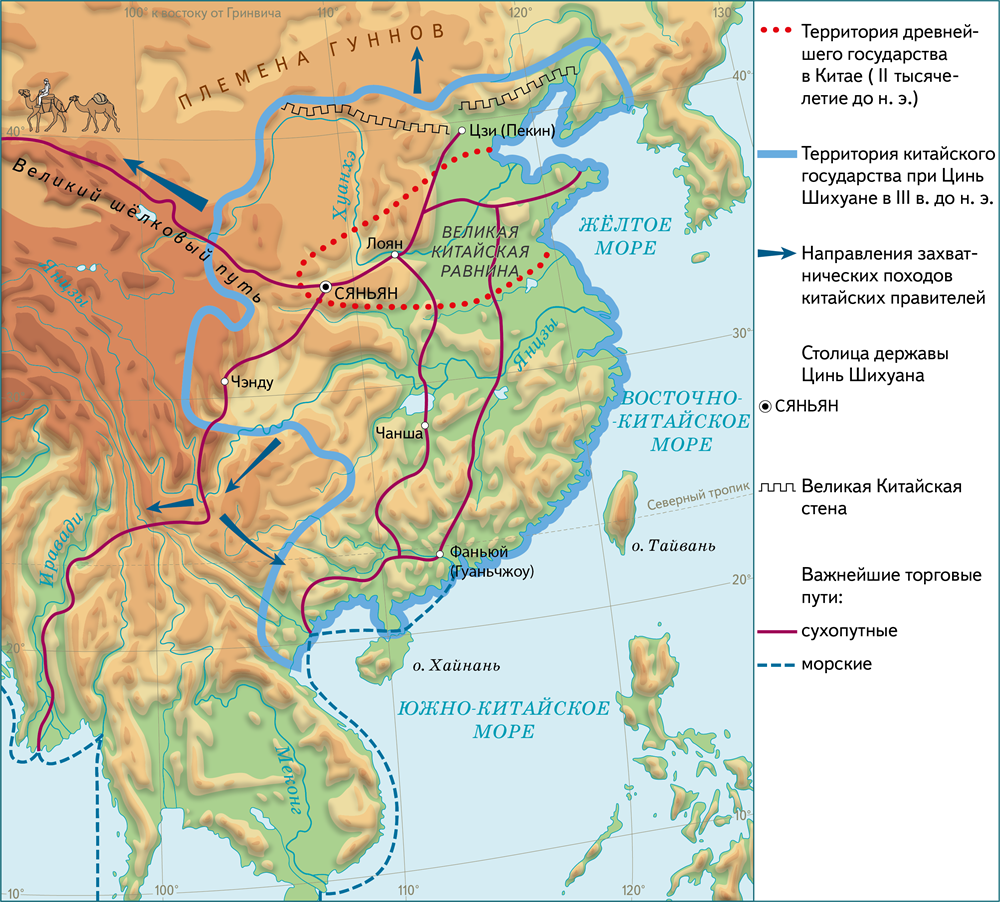 100° к востоку от Гринвича
110°
120°
130°
ПЛЕМЕНА ГУННОВ
40°
40°
Цзи (Пекин)
Великий шёлковый путь
Хуанхэ
ВЕЛИКАЯ
КИТАЙСКАЯ
РАВНИНА
ЖЁЛТОЕ
МОРЕ
Лоян
СЯНЬЯН
Янцзы
Янцзы
30°
Чэнду
Чанша
ВОСТОЧНО-
-КИТАЙСКОЕ
МОРЕ
Северный тропик
Иравади
о. Тайвань
Фаньюй
(Гуаньчжоу)
20°
20°
о. Хайнань
ЮЖНО-КИТАЙСКОЕ
МОРЕ
Меконг
10°
10°
100°
110°
120°
Территория древней-
шего государства
в Китае ( II тысяче-
летие до н. э.)
Территория китайского
государства при Цинь
Шихуане в III в. до н. э.
Направления захват-
нических походов
китайских правителей
Столица державы
Цинь Шихуана
СЯНЬЯН
Великая Китайская
стена
Важнейшие торговые
пути:
сухопутные
морские